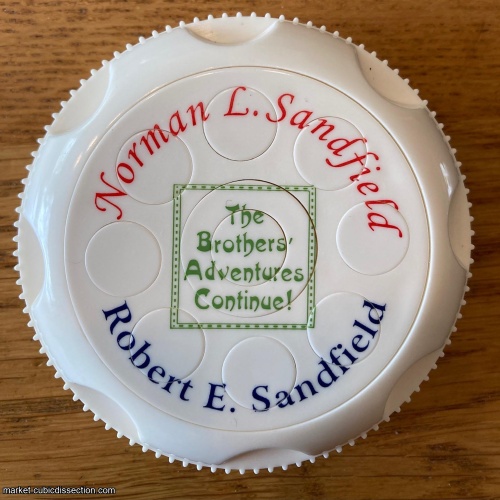 Norman L. Sandfield
The
Brothers'
Adventures
Continue!
Robert E. Sandfield
market-cubicdissection.com